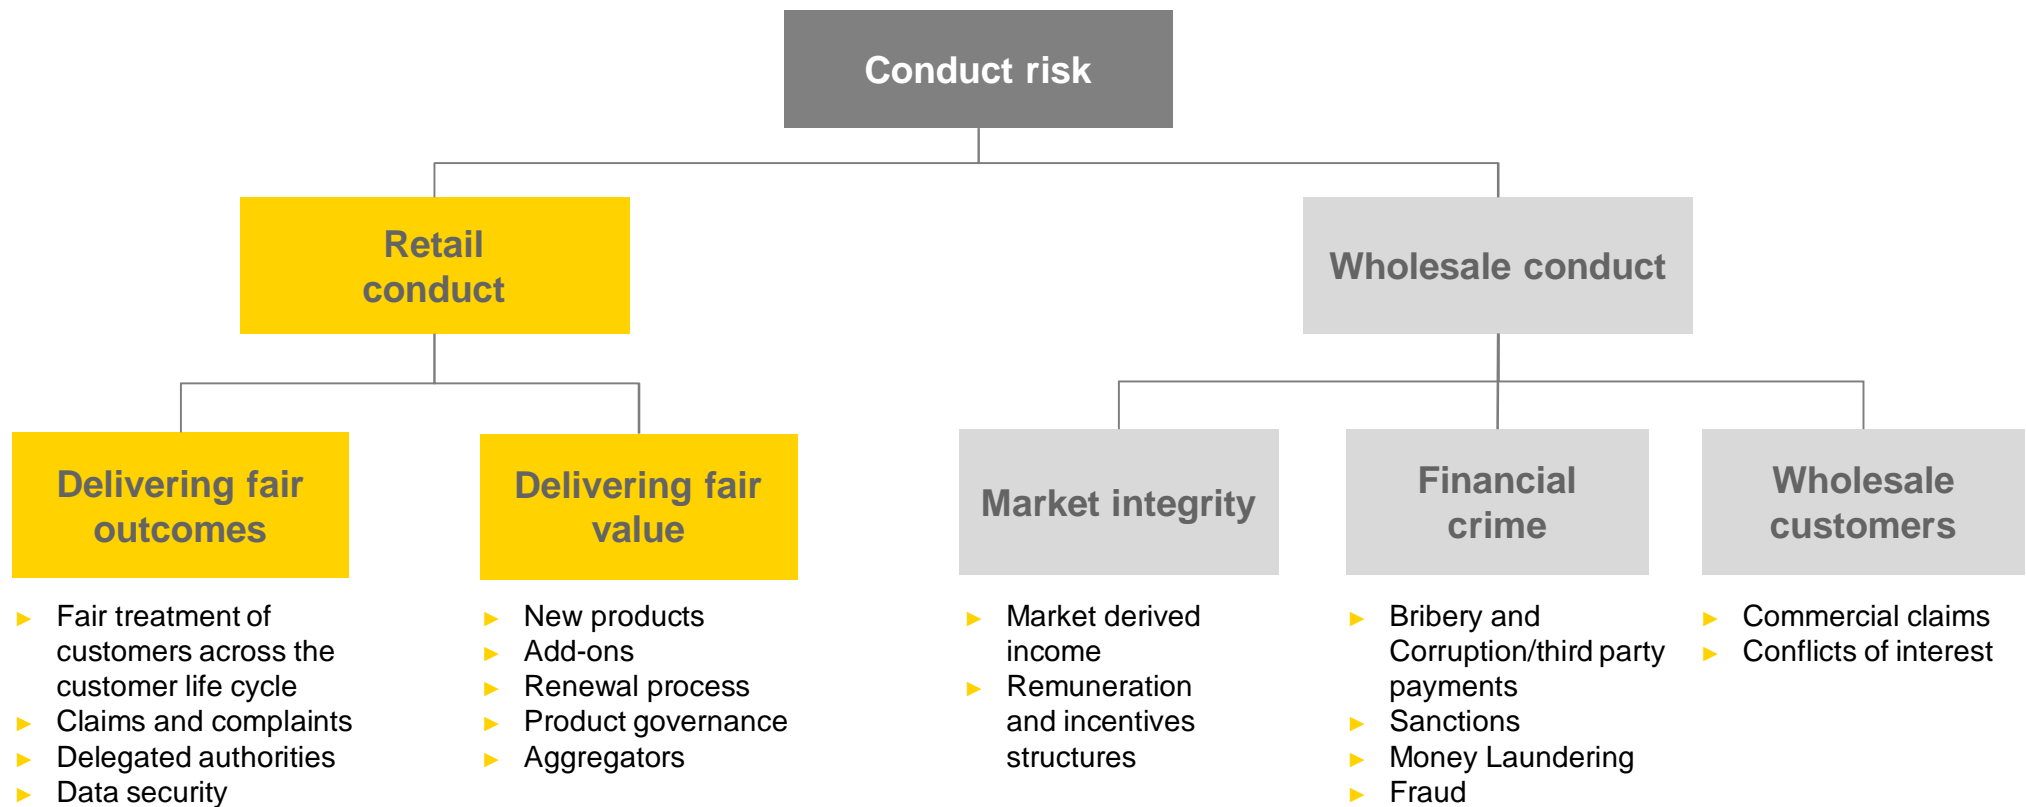 Conduct risk
Retail
conduct
Wholesale conduct
Delivering fair
outcomes
Delivering fair
value
Market integrity
Financial
crime
Wholesale
customers
► Fair treatment of
customers across the
customer life cycle
► Claims and complaints
► Delegated authorities
► Data security
► New products
► Add-ons
► Renewal process
► Product governance
► Aggregators
► Market derived
income
► Remuneration
and incentives
structures
► Bribery and
Corruption/third party
payments
► Sanctions
► Money Laundering
► Fraud
► Commercial claims
► Conflicts of interest